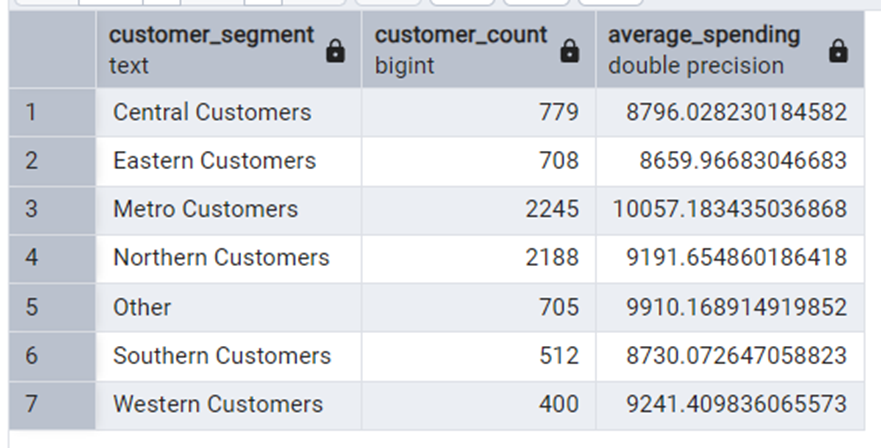 customer_segment customer_count average_spending
text bigint double precision
1 Central Customers 779 8796.028230184582
2 Eastern Customers 708 8659.96683046683
3 Metro Customers 2245 10057.183435036868
4 Northern Customers 2188 9191.654860186418
5 Other 705 9910.168914919852
6 Southern Customers 512 8730.072647058823
7 Western Customers 400 9241.409836065573